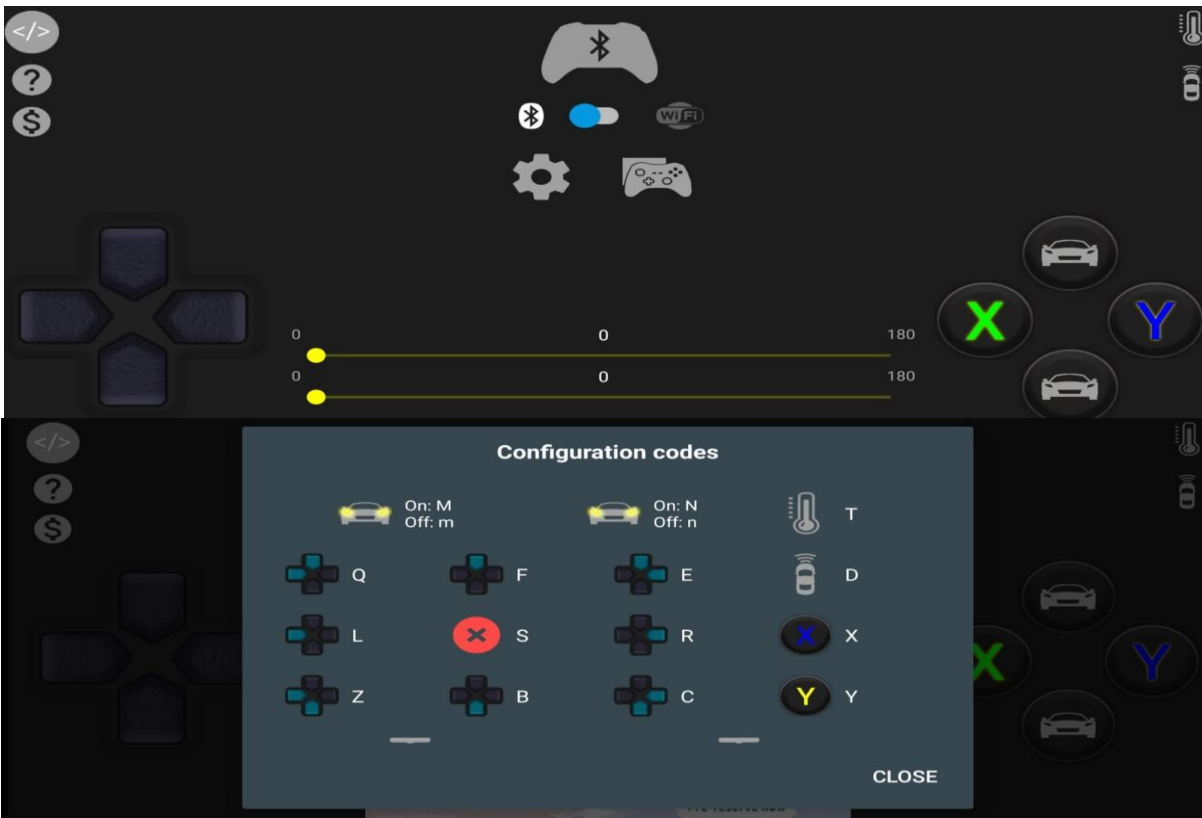 </>
?
$
WiFi
0 0 180
0 0 180
X Y
</>
?
$
Configuration codes
On: M
Off: m
On: N
Off: n
T
Q F E D
L S R X X
Z B C Y Y
X Y
CLOSE